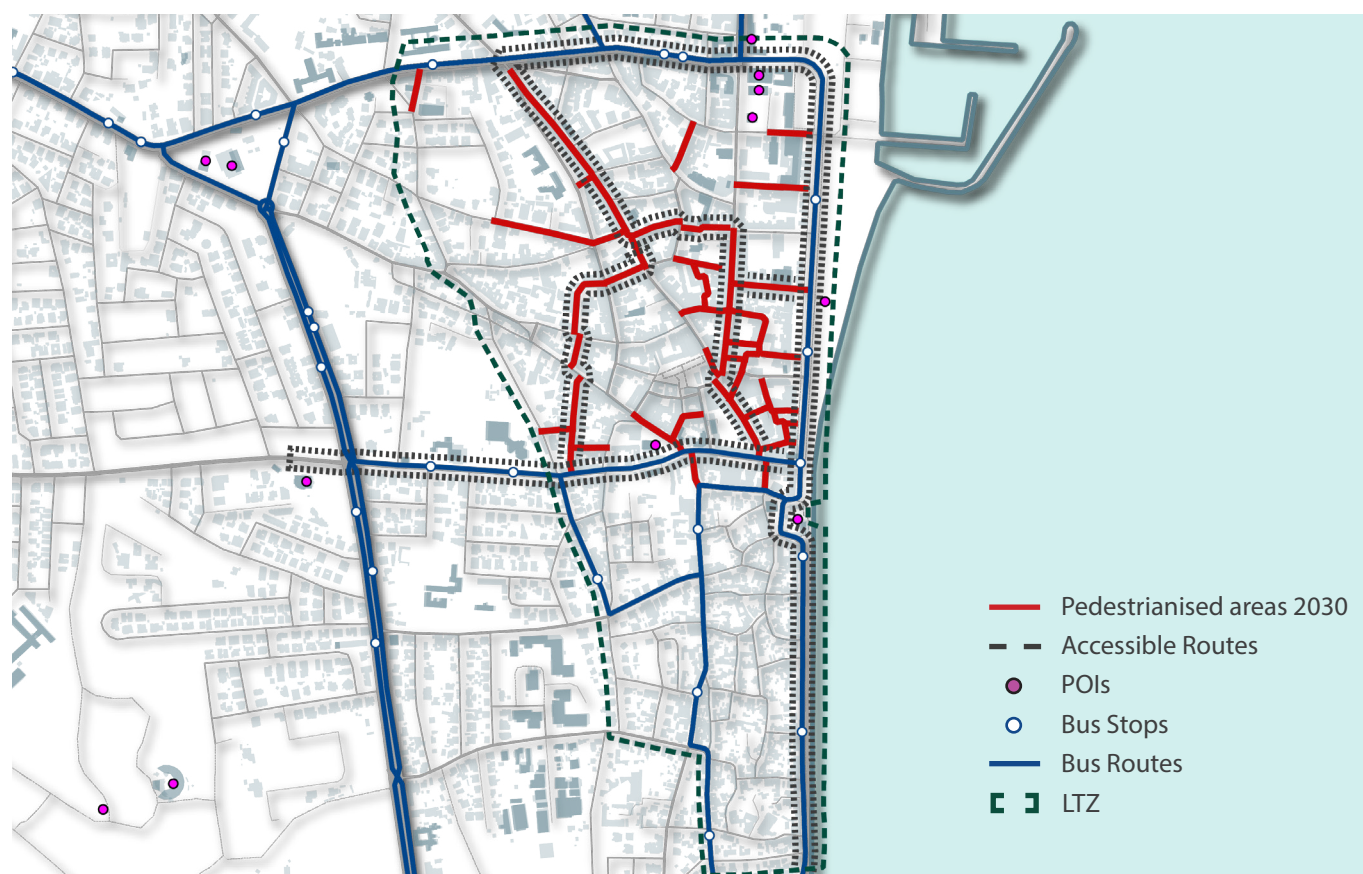 Pedestrianised areas 2030
Accessible Routes
POIs
Bus Stops
Bus Routes
LTZ